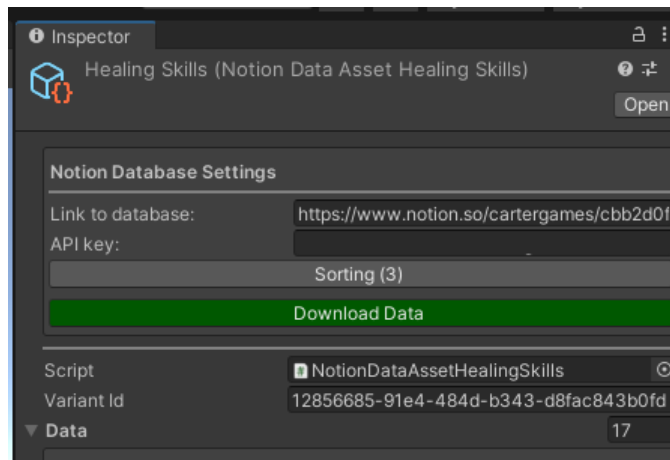 Inspector
Healing Skills (Notion Data Asset Healing Skills)
Open
Notion Database Settings
Link to database: https://www.notion.so/cartergames/cbb2d0f
API key:
Sorting (3)
Download Data
Script NotionDataAssetHealingSkills
Variant Id 12856685-91e4-484d-b343-d8fac843b0fd
Data 17